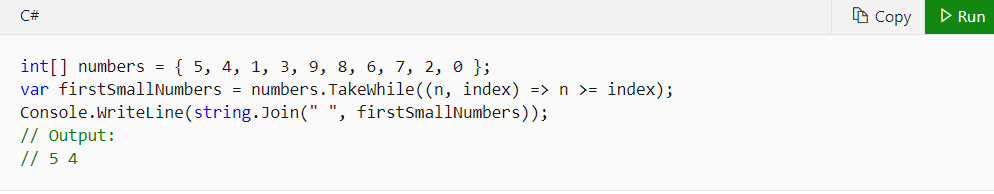 C#
Copy
Run
int[] numbers = { 5, 4, 1, 3, 9, 8, 6, 7, 2, 0 };
var firstSmallNumbers = numbers.TakeWhile((n, index) => n >= index);
Console.WriteLine(string.Join(" ", firstSmallNumbers));
// Output:
// 5 4